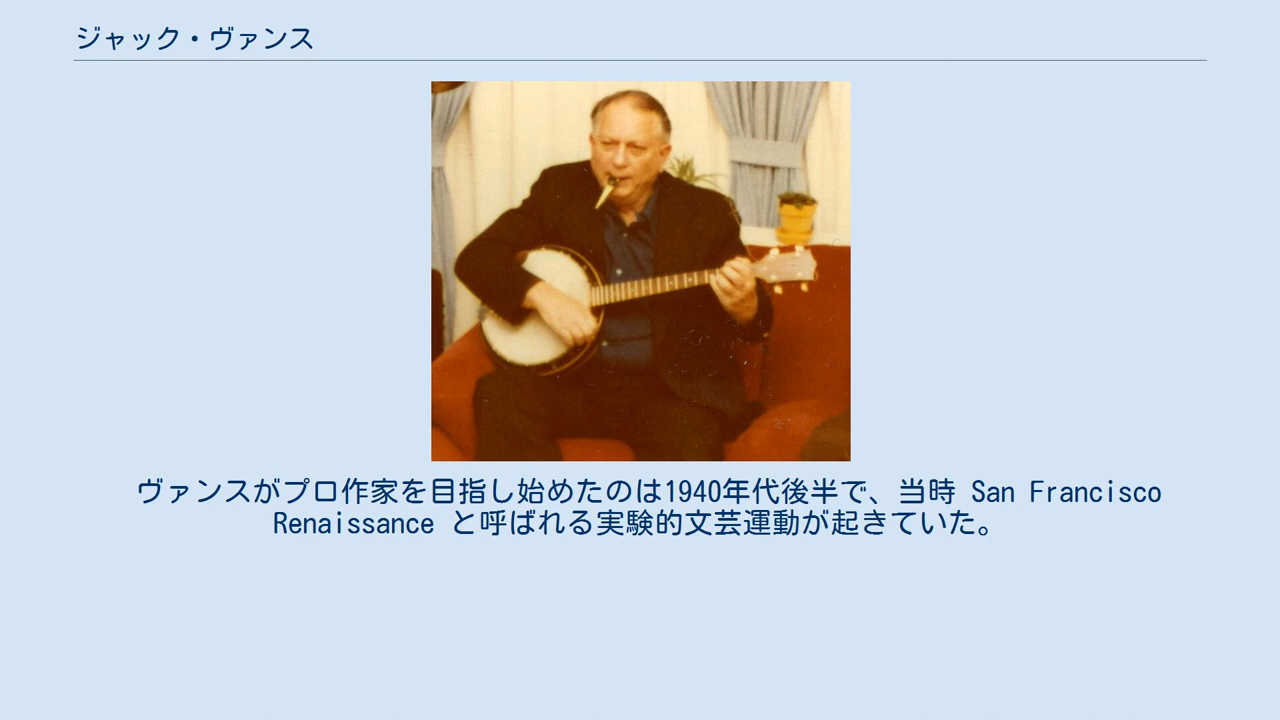 ジャック・ヴァンス
ヴァンスがプロ作家を目指し始めたのは1940年代後半で、当時 San Francisco
Renaissance と呼ばれる実験的文芸運動が起きていた。